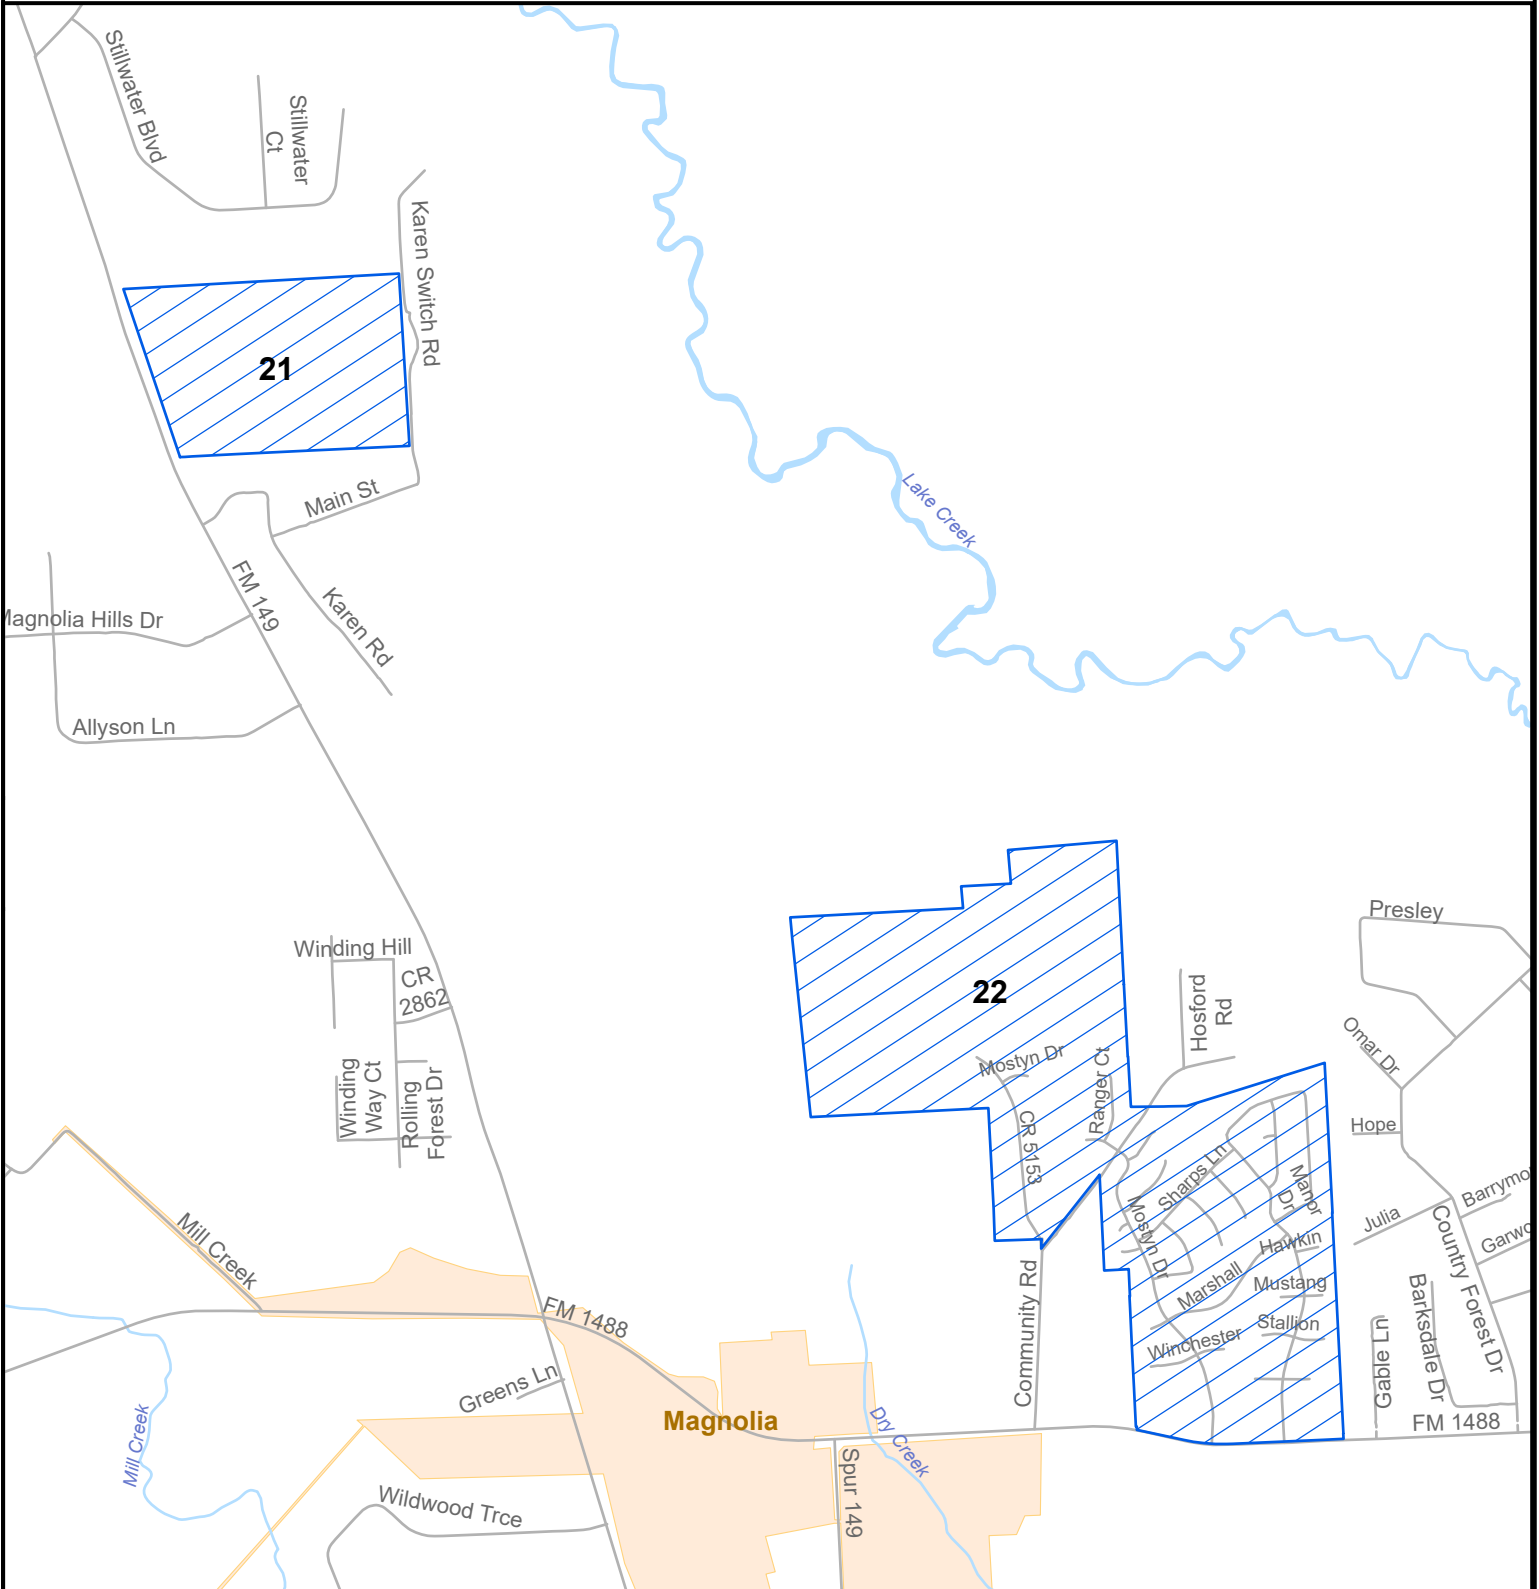 Stillwater Blvd
Stillwater
Ct
Karen Switch Rd
21
Main St
Lake Creek
FM 149
Karen Rd
Magnolia Hills Dr
Allyson Ln
Presley
Winding Hill
CR
2862
22
Hosford
Rd
Omar Dr
Mostyn Dr
Ranger Ct
Winding
Way Ct
Rolling
Forest Dr
CR 5153
Hope
Sharps Ln
Manor
Dr
Barrymo
Julia
Mostyn Dr
Country Forest Dr
Garwo
Mill Creek
Hawkin
Marshall
Mustang
Community Rd
Barksdale Dr
FM 1488
Stallion
Winchester
Gable Ln
Greens Ln
Magnolia
Dry Creek
FM 1488
Mill Creek
Spur 149
Wildwood Trce